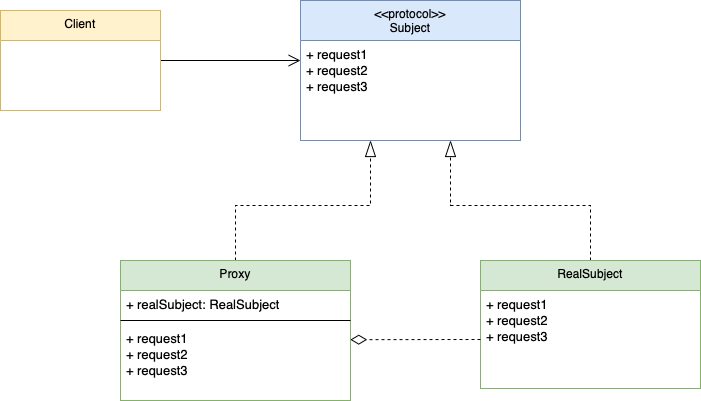 Client
<<protocol>>
Subject
+ request1
+ request2
+ request3
Proxy
+ realSubject: RealSubject
+ request1
+ request2
+ request3
RealSubject
+ request1
+ request2
+ request3